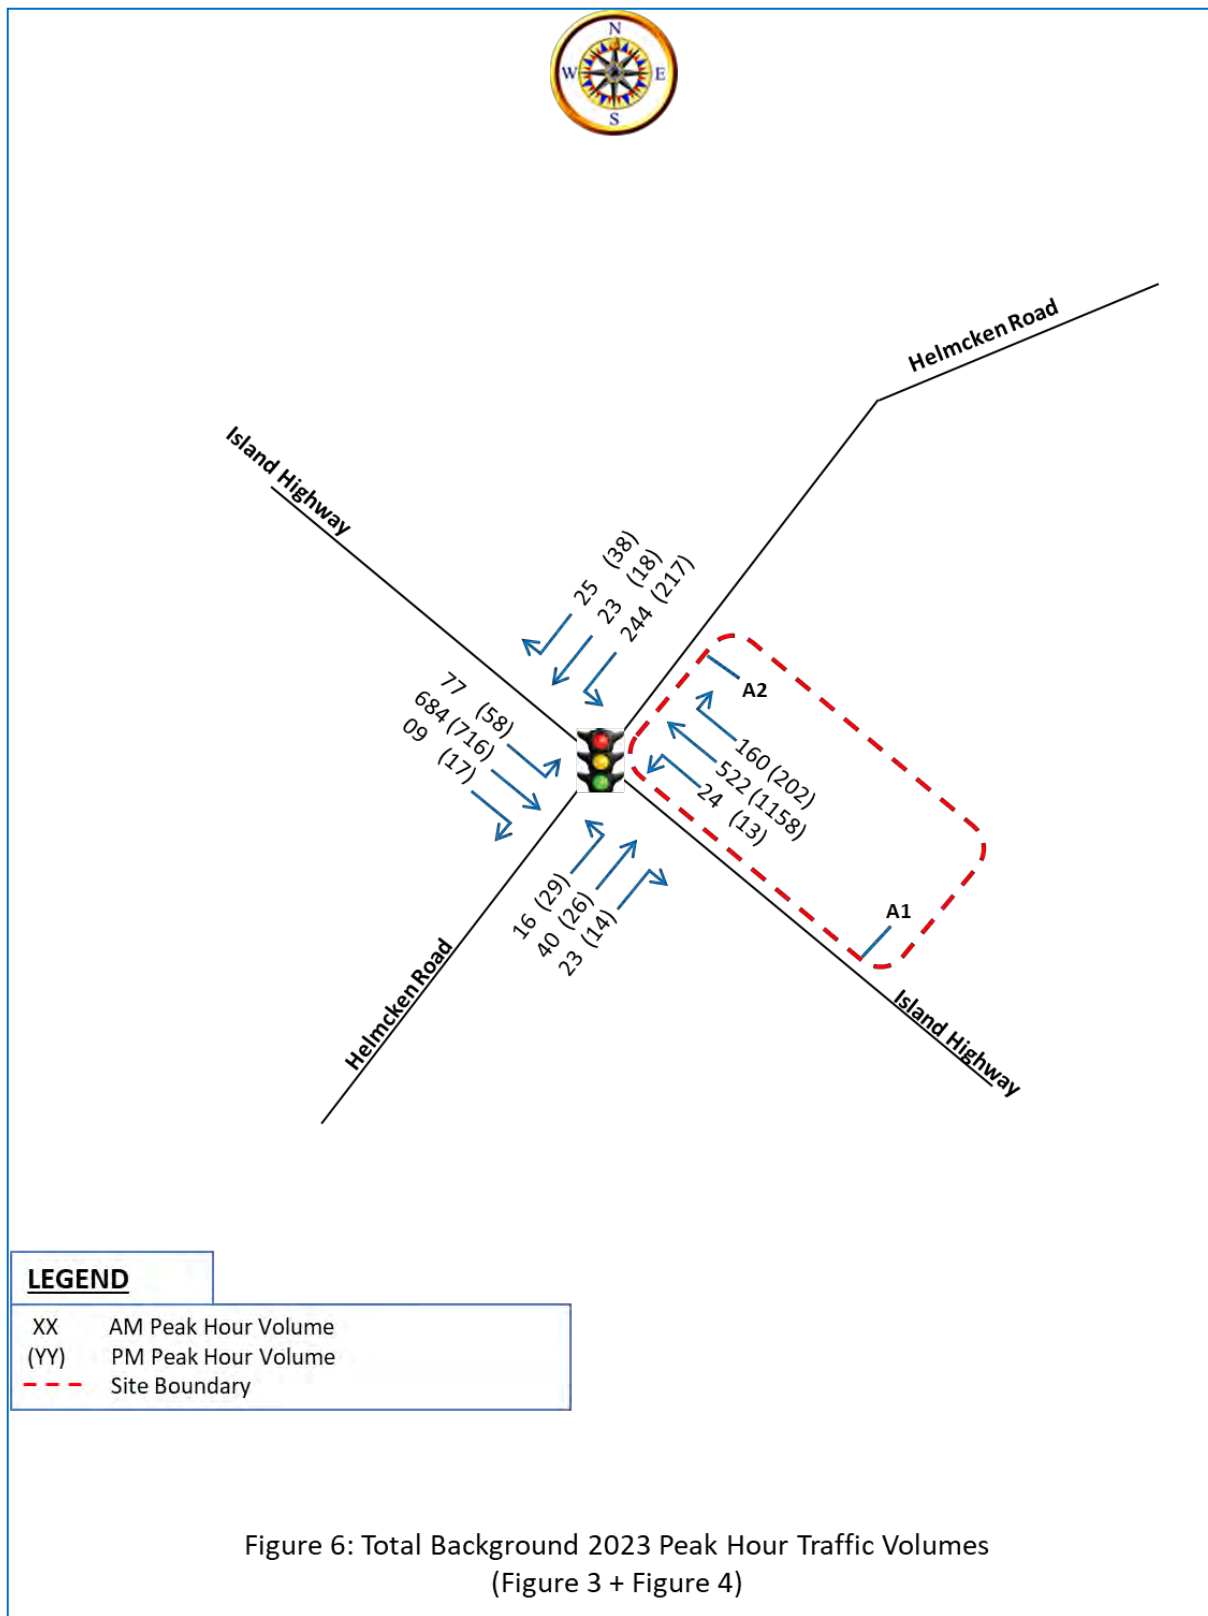 N
W E
S
Helmcken Road
Island Highway
25 (38)
23 (18)
244 (217)
A2
77 (58)
684 (716)
09 (17)
160 (202)
522 (1158)
24 (13)
16 (29)
40 (26)
23 (14)
A1
Helmcken Road
Island Highway
LEGEND
XX AM Peak Hour Volume
(YY) PM Peak Hour Volume
Site Boundary
Figure 6: Total Background 2023 Peak Hour Traffic Volumes
(Figure 3 + Figure 4)